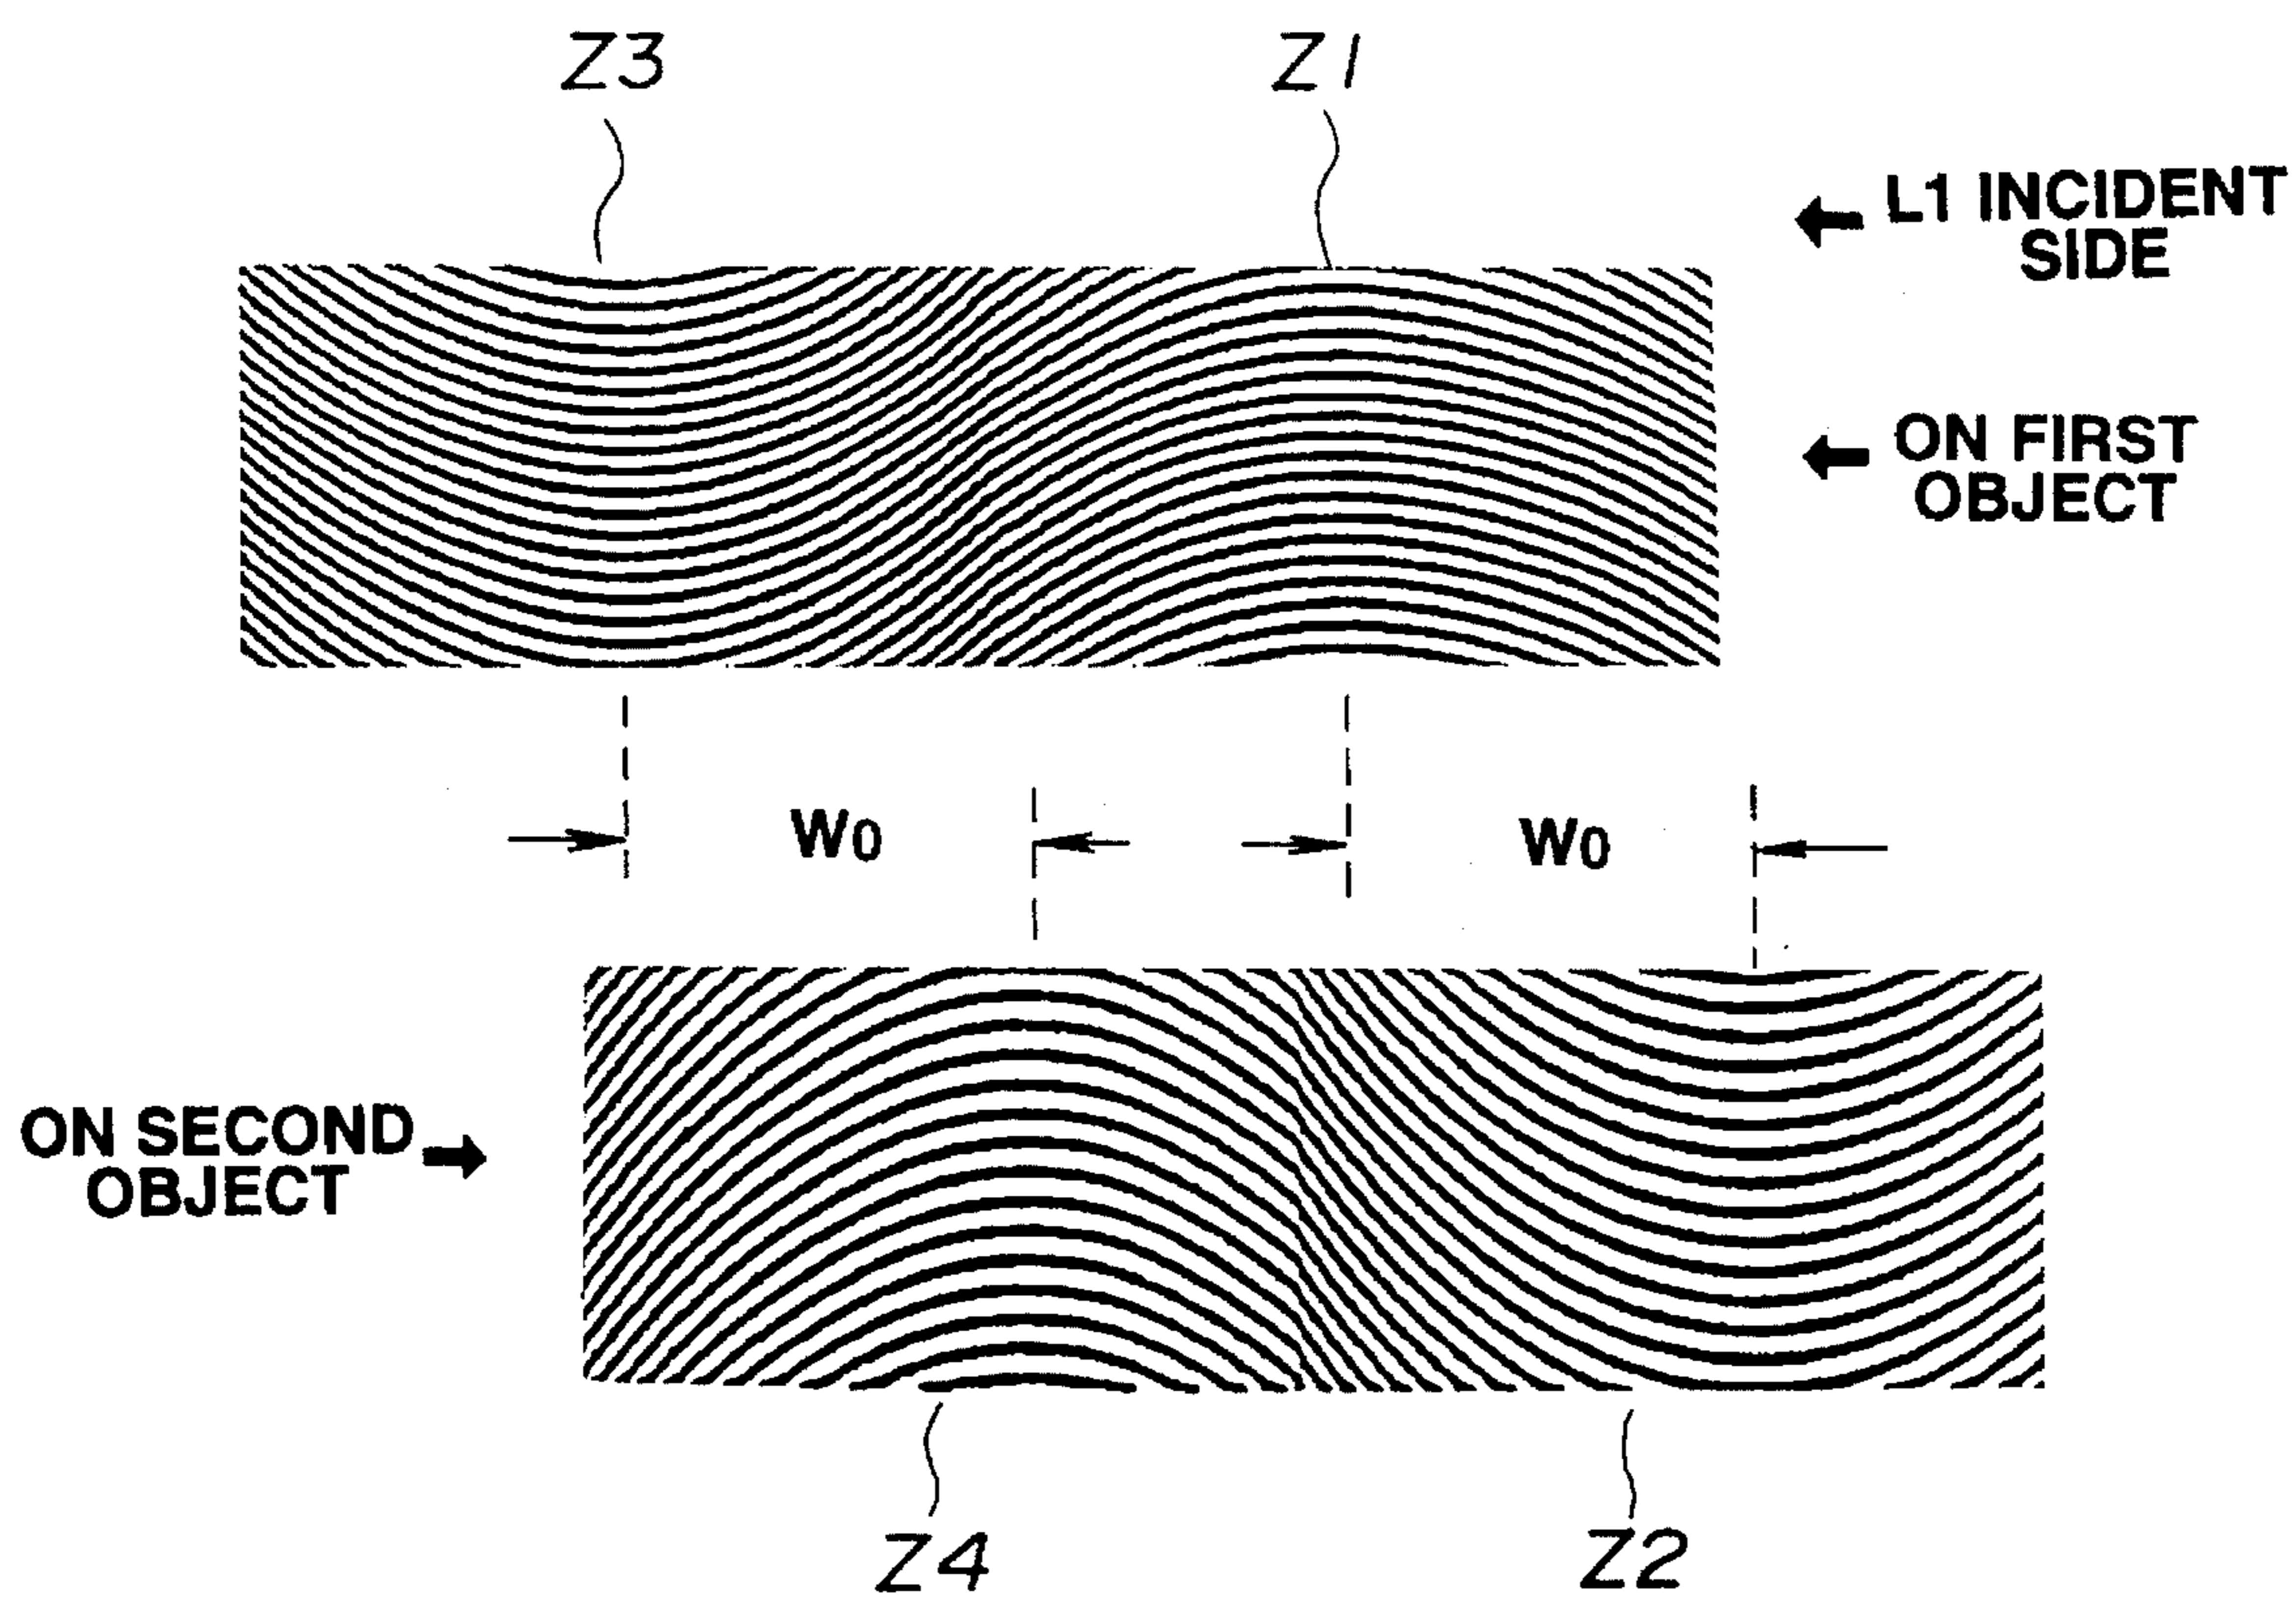 Z3
Z1
L1 INCIDENT
SIDE
ON FIRST
OBJECT
W0
W0
ON SECOND
OBJECT
Z4
Z2